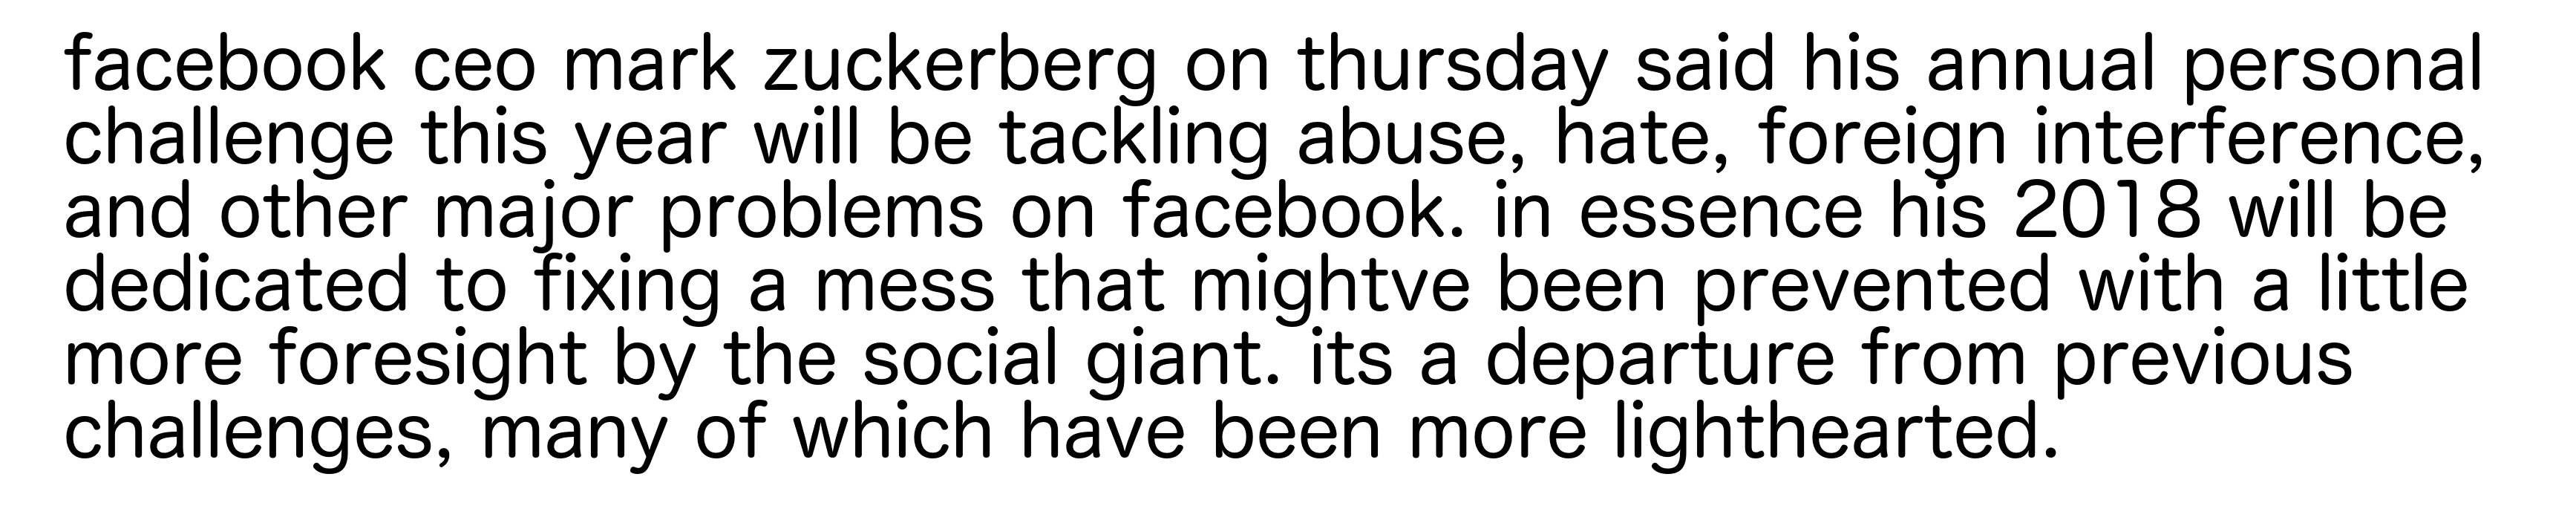 facebook ceo mark zuckerberg on thursday said his annual personal
challenge this year will be tackling abuse, hate, foreign interference,
and other major problems on facebook. in essence his 2018 will be
dedicated to fixing a mess that mightve been prevented with a little
more foresight by the social giant. its a departure from previous
challenges, many of which have been more lighthearted.